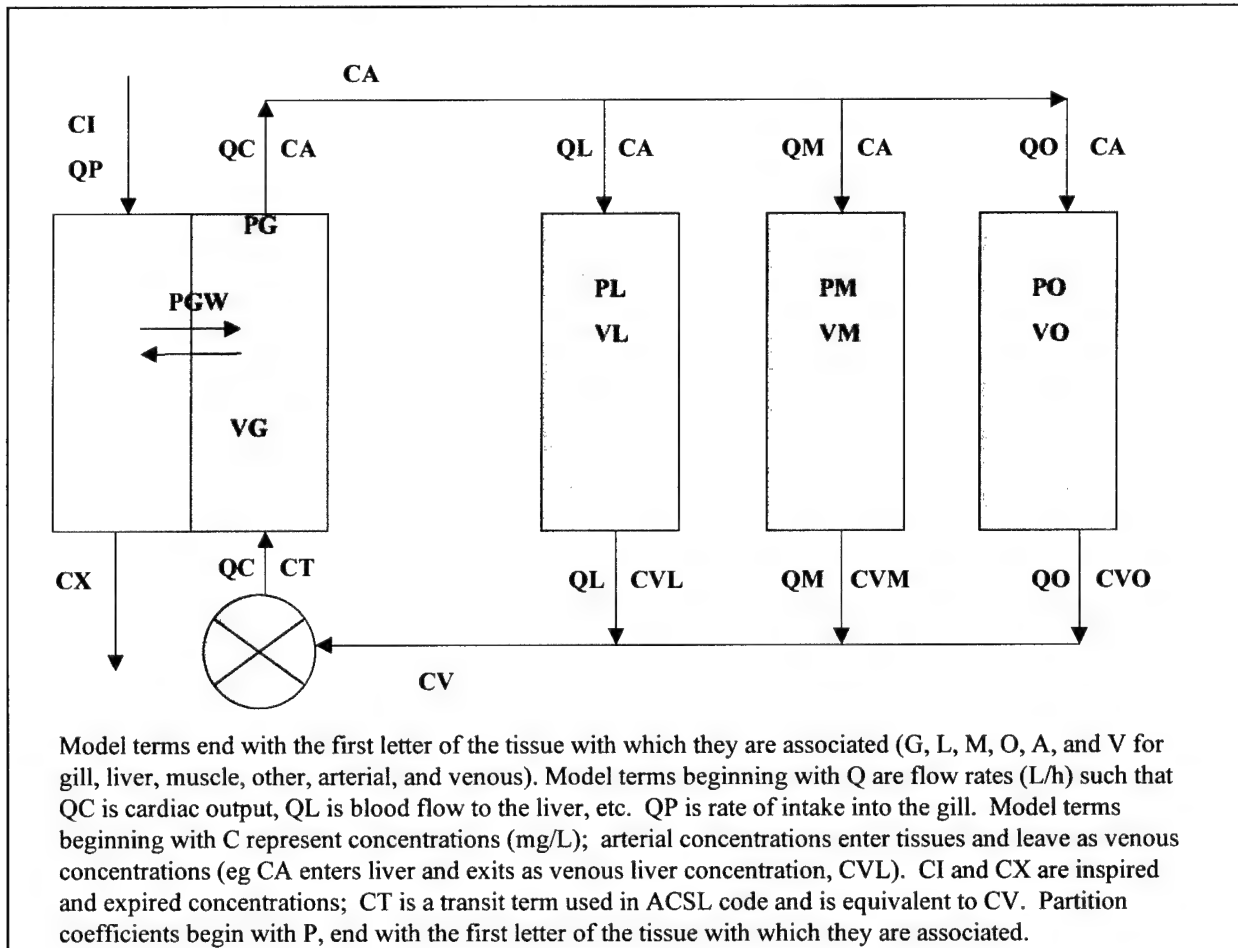 CA
CI
QC CA QL CA QM CA QO CA
QP
PG
PGW
PL PM PO
VL VM VO
VG
CX QC CT QL CVL QM CVM QO CVO
CV
Model terms end with the first letter of the tissue with which they are associated (G, L, M, O, A, and V for
gill, liver, muscle, other, arterial, and venous). Model terms beginning with Q are flow rates (L/h) such that
QC is cardiac output, QL is blood flow to the liver, etc. QP is rate of intake into the gill. Model terms
beginning with C represent concentrations (mg/L); arterial concentrations enter tissues and leave as venous
concentrations (eg CA enters liver and exits as venous liver concentration, CVL). CI and CX are inspired
and expired concentrations; CT is a transit term used in ACSL code and is equivalent to CV. Partition
coefficients begin with P, end with the first letter of the tissue with which they are associated.